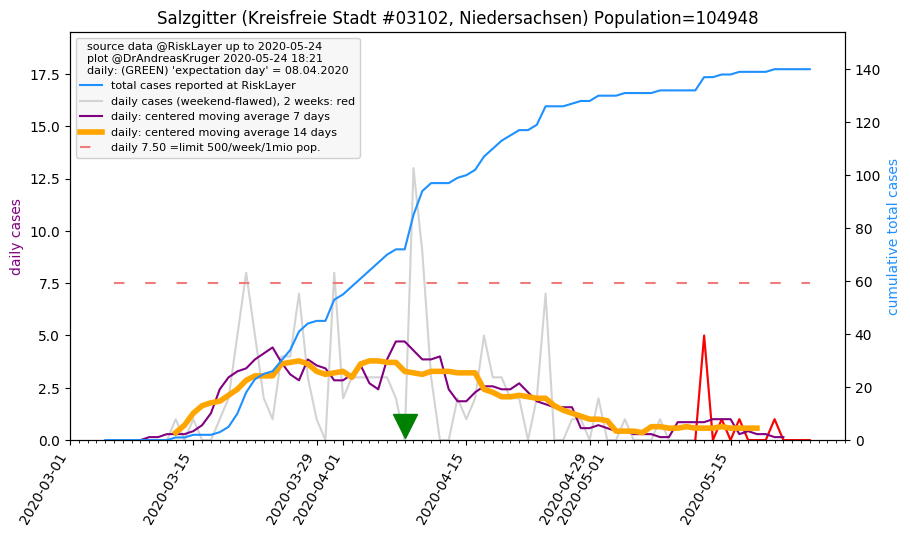 Salzgitter (Kreisfreie Stadt #03102, Niedersachsen) Population=104948
source data @RiskLayer up to 2020-05-24
plot @DrAndreasKruger 2020-05-24 18:21
daily: (GREEN) 'expectation day' = 08.04.2020
total cases reported at RiskLayer
daily cases (weekend-flawed), 2 weeks: red
daily: centered moving average 7 days
daily: centered moving average 14 days
daily 7.50 =limit 500/week/1mio pop.
daily cases
17.5
15.0
12.5
10.0
7.5
5.0
2.5
0.0
cumulative total cases
140
120
100
80
60
40
20
0
2020-03-01
2020-03-15
2020-03-29
2020-04-01
2020-04-15
2020-04-29
2020-05-01
2020-05-15